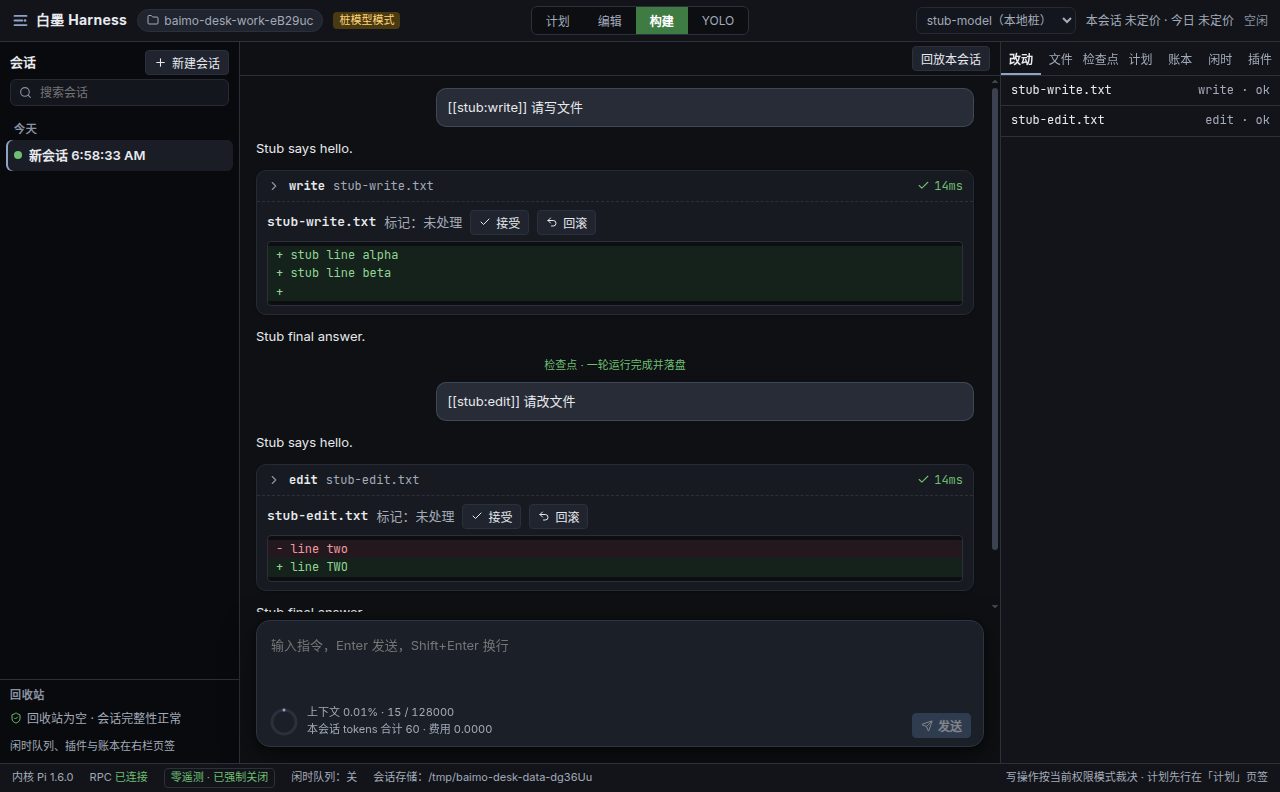 白墨 Harness baimo-desk-work-eB29uc 桩模型模式 计划 编辑 构建 YOLO stub-model（本地桩） 本会话 未定价 · 今日 未定价 空闲
会话 新建会话
搜索会话
今天
新会话 6:58:33 AM
回收站
回收站为空 · 会话完整性正常
闲时队列、插件与账本在右栏页签
回放本会话
[[stub:write]] 请写文件
Stub says hello.
write stub-write.txt 14ms
stub-write.txt 标记：未处理 接受 回滚
+ stub line alpha
+ stub line beta
+
Stub final answer.
检查点 · 一轮运行完成并落盘
[[stub:edit]] 请改文件
Stub says hello.
edit stub-edit.txt 14ms
stub-edit.txt 标记：未处理 接受 回滚
- line two
+ line TWO
Stub final answer
输入指令，Enter 发送，Shift+Enter 换行
上下文 0.01% · 15 / 128000
本会话 tokens 合计 60 · 费用 0.0000
发送
改动 文件 检查点 计划 账本 闲时 插件
stub-write.txt write · ok
stub-edit.txt edit · ok
内核 Pi 1.6.0 RPC 已连接 零遥测 · 已强制关闭 闲时队列：关 会话存储：/tmp/baimo-desk-data-dg36Uu 写操作按当前权限模式裁决 · 计划先行在「计划」页签